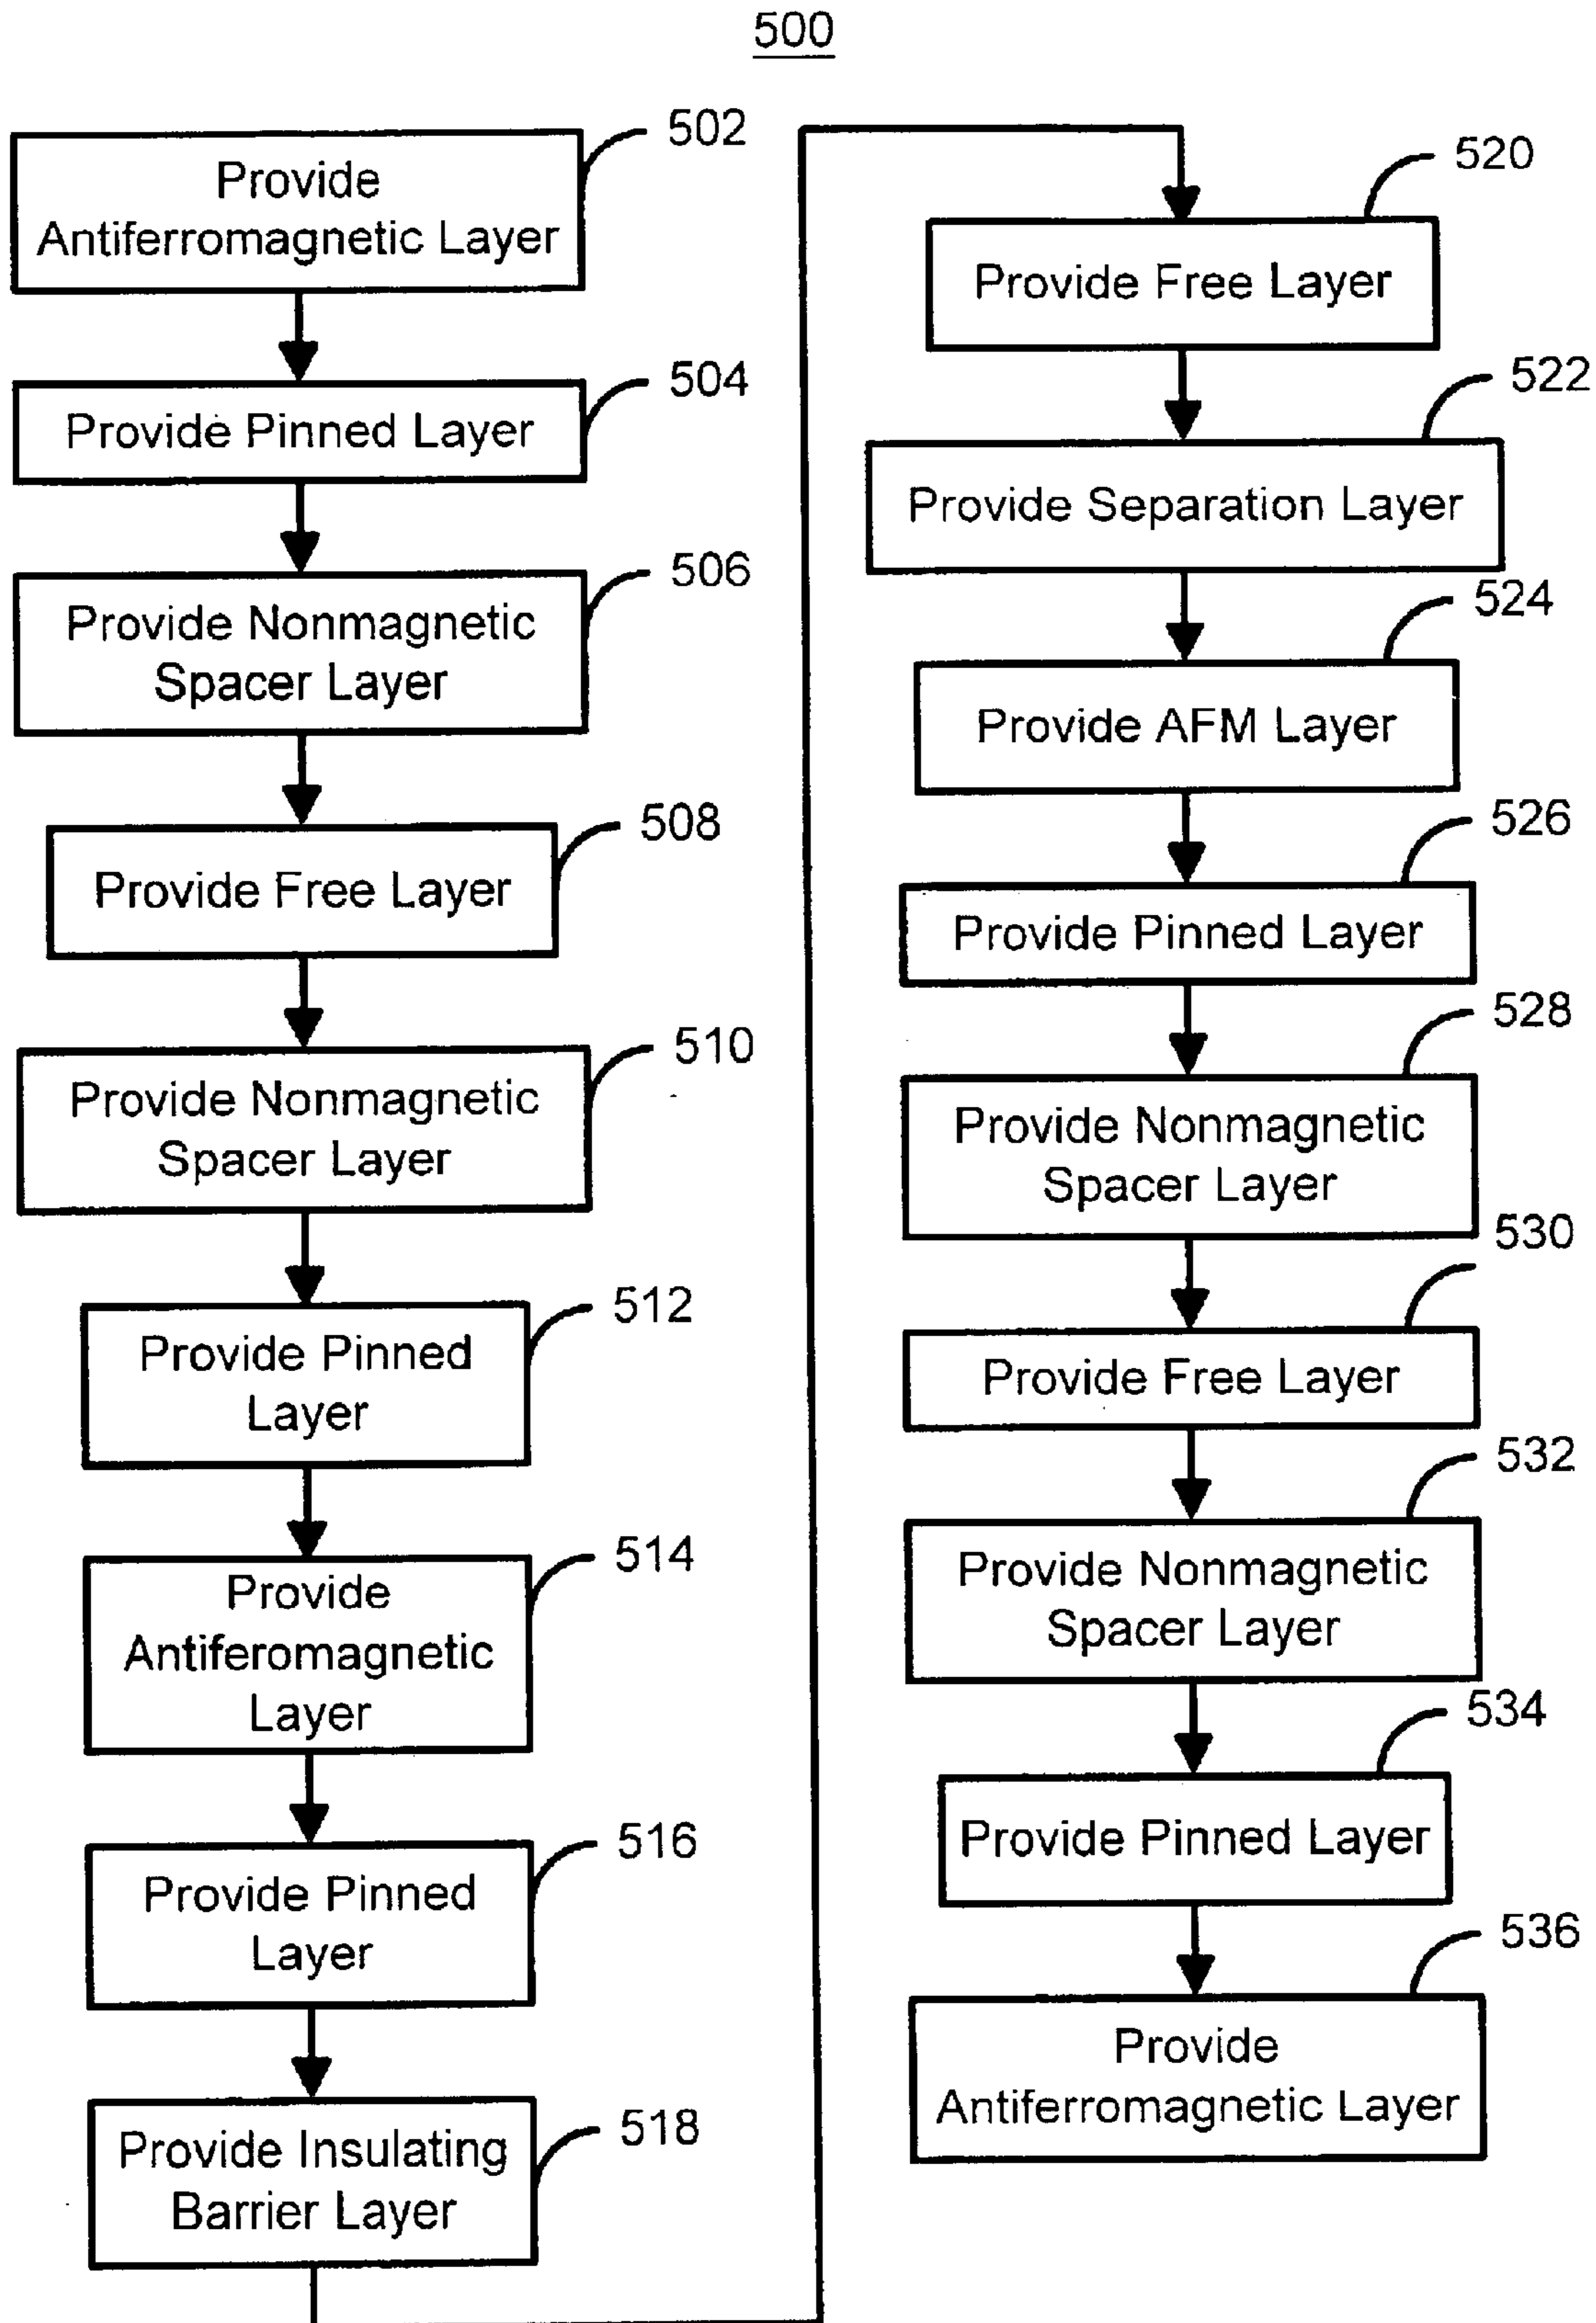 500
502
Provide
Antiferromagnetic Layer
504
Provide Pinned Layer
506
Provide Nonmagnetic
Spacer Layer
508
Provide Free Layer
510
Provide Nonmagnetic
Spacer Layer
512
Provide Pinned
Layer
514
Provide
Antiferomagnetic
Layer
516
Provide Pinned
Layer
518
Provide Insulating
Barrier Layer
520
Provide Free Layer
522
Provide Separation Layer
524
Provide AFM Layer
526
Provide Pinned Layer
528
Provide Nonmagnetic
Spacer Layer
530
Provide Free Layer
532
Provide Nonmagnetic
Spacer Layer
534
Provide Pinned Layer
536
Provide
Antiferromagnetic Layer